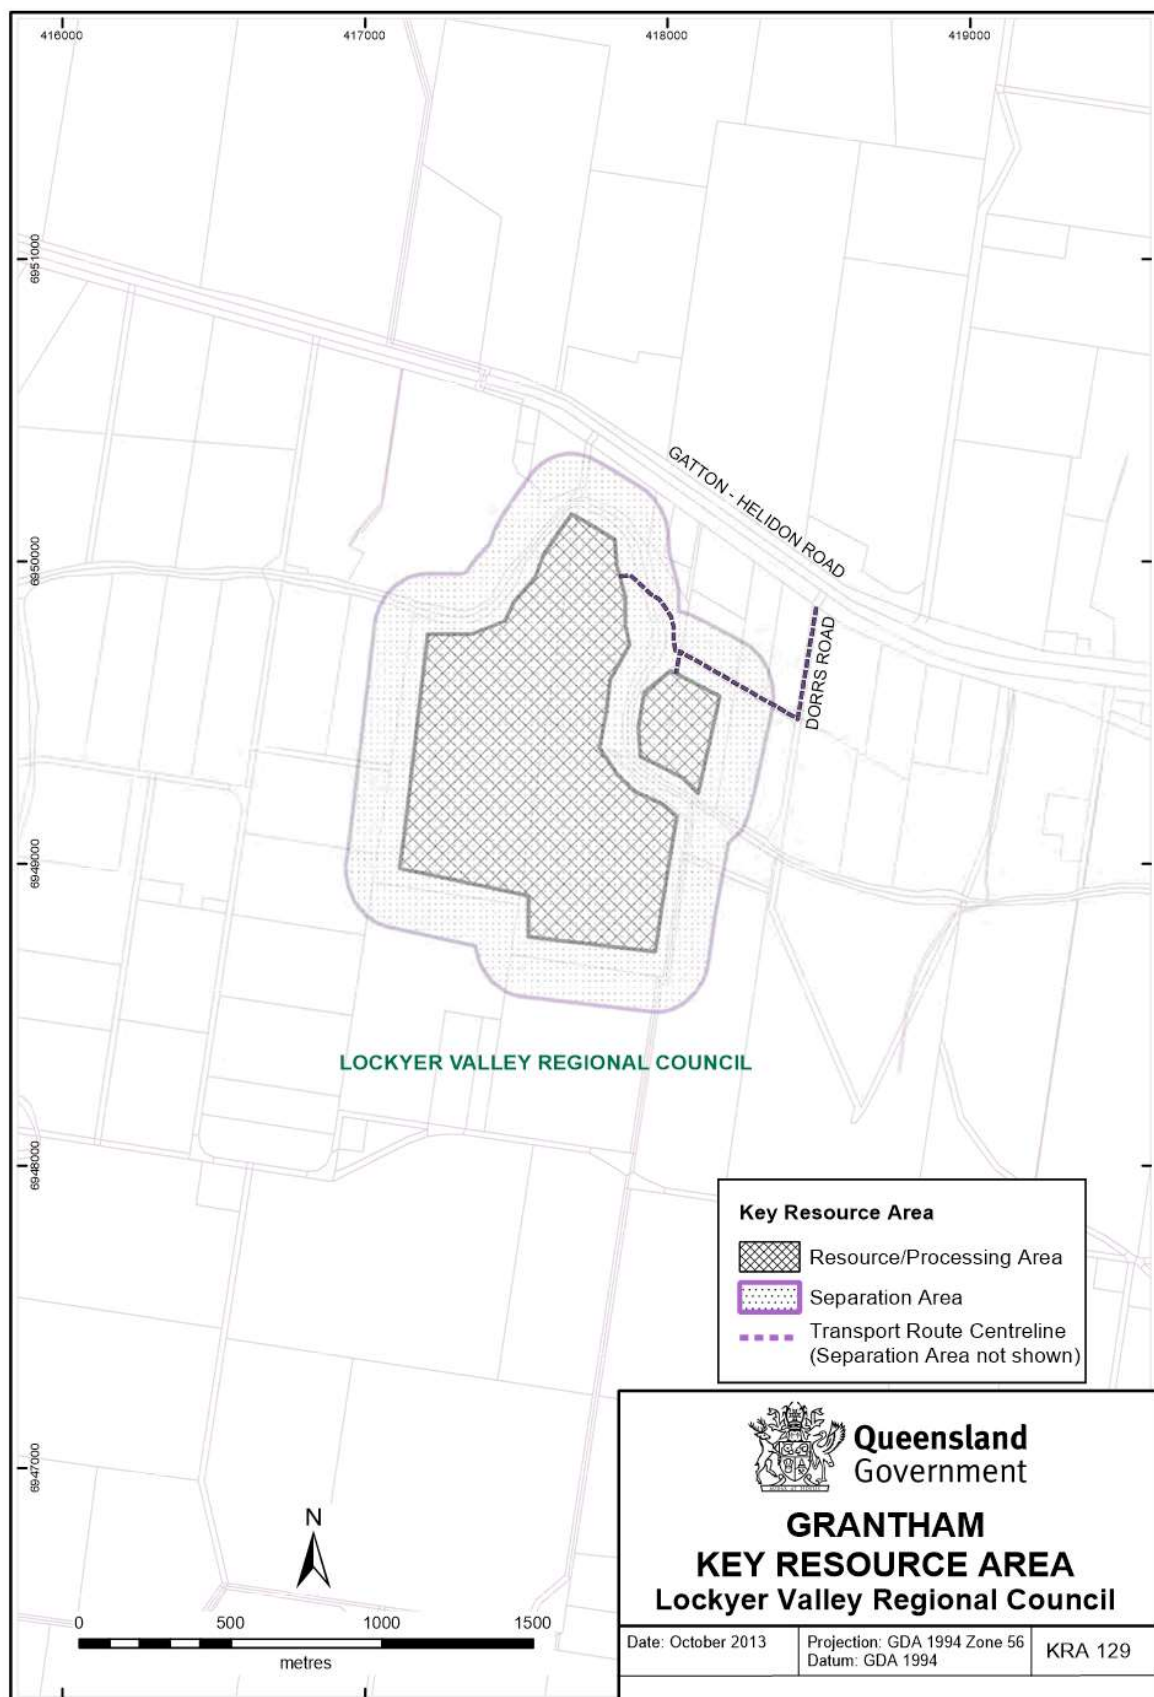 416000
417000
418000
419000
6951000
6950000
6949000
6948000
6947000
GATTON - HELIDON ROAD
DORRS ROAD
LOCKYER VALLEY REGIONAL COUNCIL
Key Resource Area
Resource/Processing Area
Separation Area
Transport Route Centreline
(Separation Area not shown)
Queensland
Government
GRANTHAM
KEY RESOURCE AREA
Lockyer Valley Regional Council
Date: October 2013
Projection: GDA 1994 Zone 56
Datum: GDA 1994
KRA 129
N
0 500 1000 1500
metres